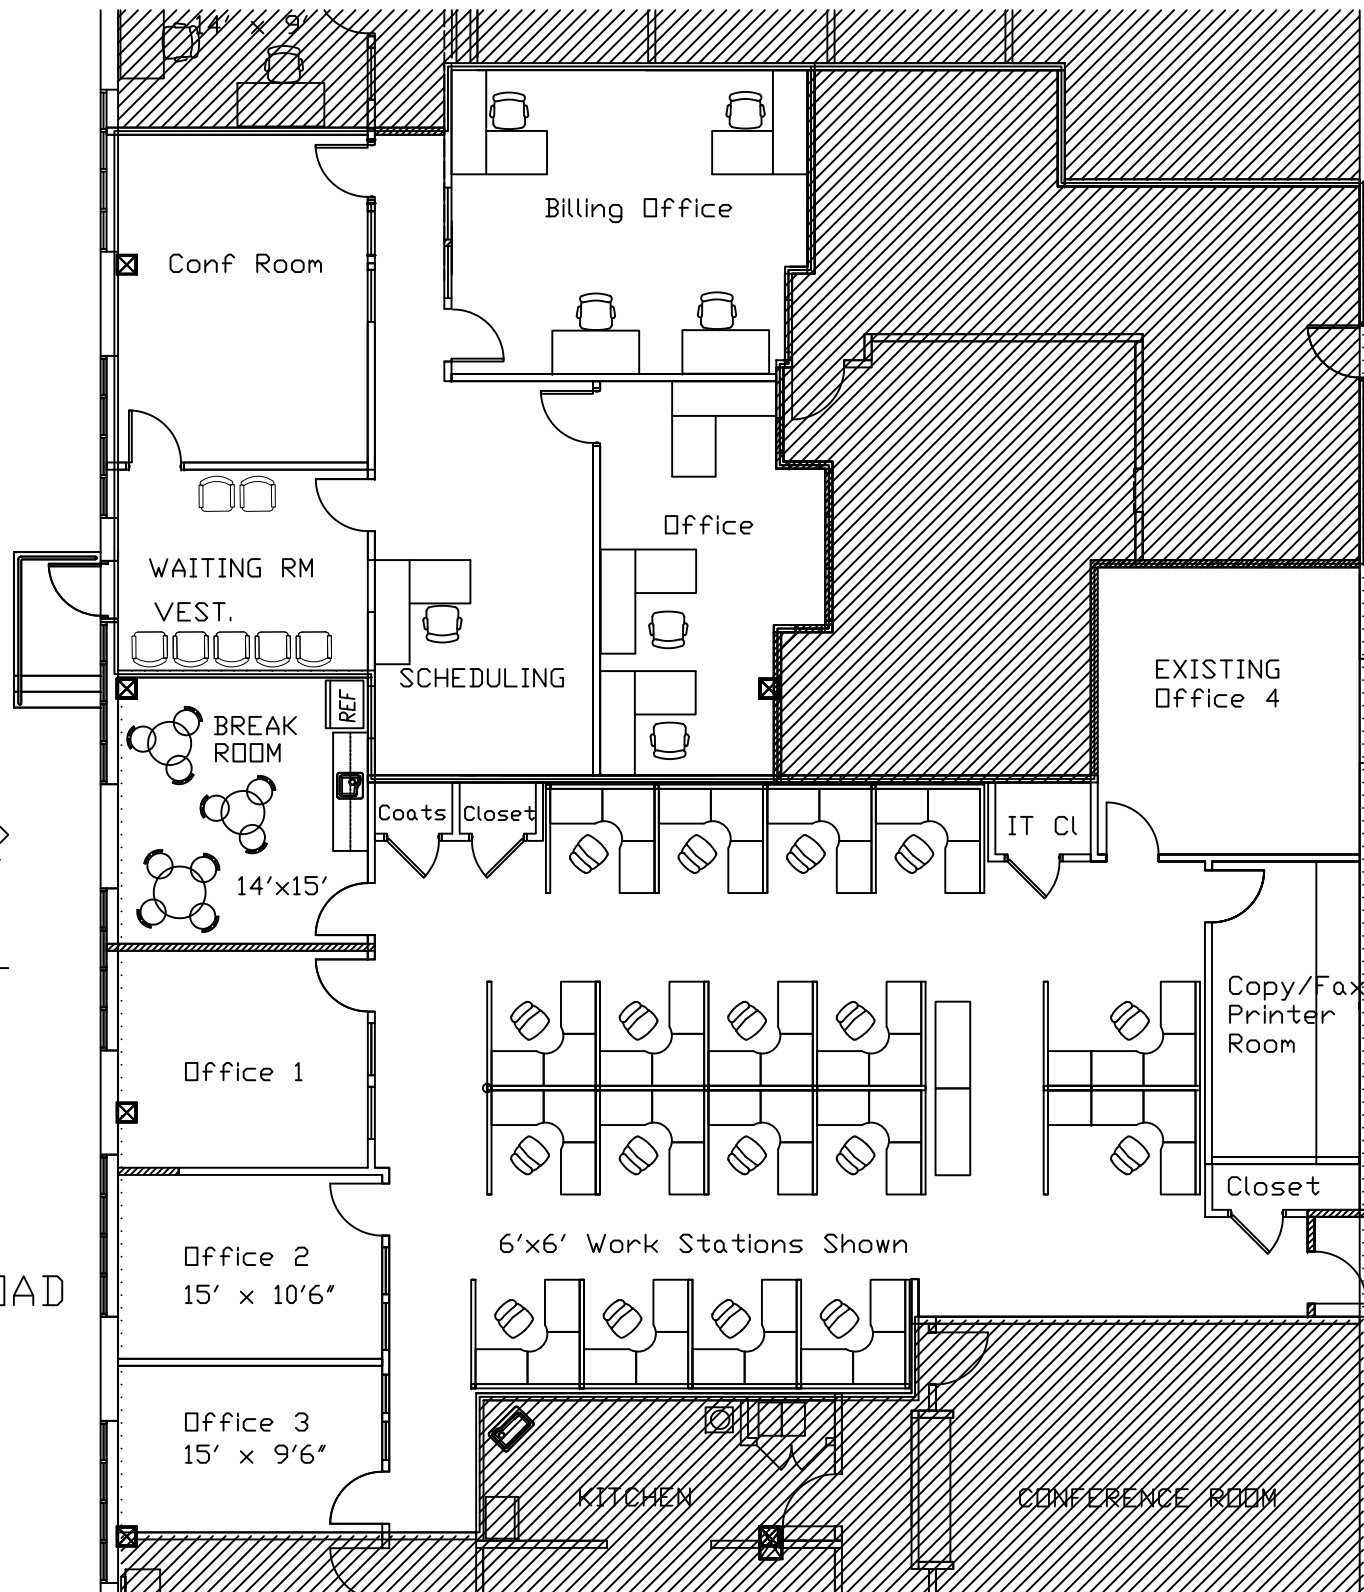 14' x 9'
Billing Office
Conf Room
Office
WAITING RM
VEST.
SCHEDULING
EXISTING
Office 4
REF
BREAK
ROOM
Coats
Closet
IT Cl
14'x15'
Copy/Fax
Printer
Room
Office 1
Closet
6'x6' Work Stations Shown
Office 2
15' x 10'6"
OAD
Office 3
15' x 9'6"
KITCHEN
CONFERENCE ROOM